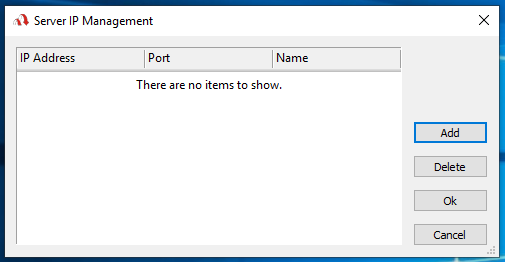 Server IP Management
IP Address Port Name
There are no items to show.
Add
Delete
Ok
Cancel